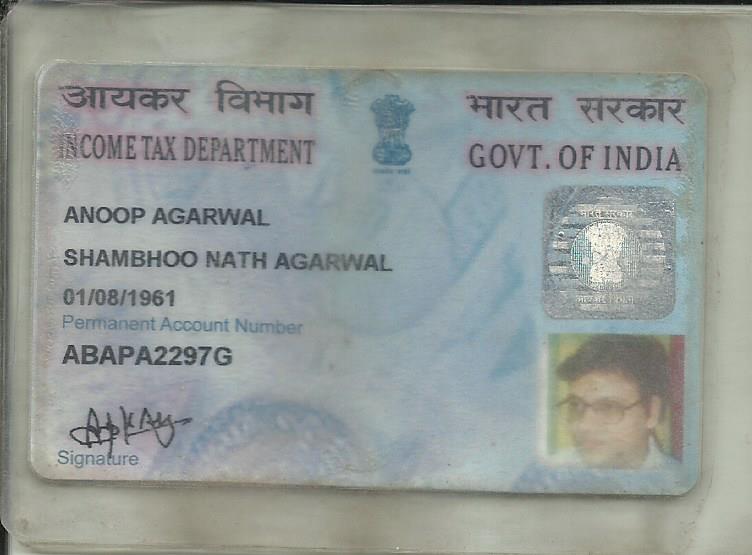 आयकर विभाग
INCOME TAX DEPARTMENT
भारत सरकार
GOVT. OF INDIA
ANOOP AGARWAL
SHAMBHOO NATH AGARWAL
01/08/1961
Permanent Account Number
ABAPA2297G
Signature